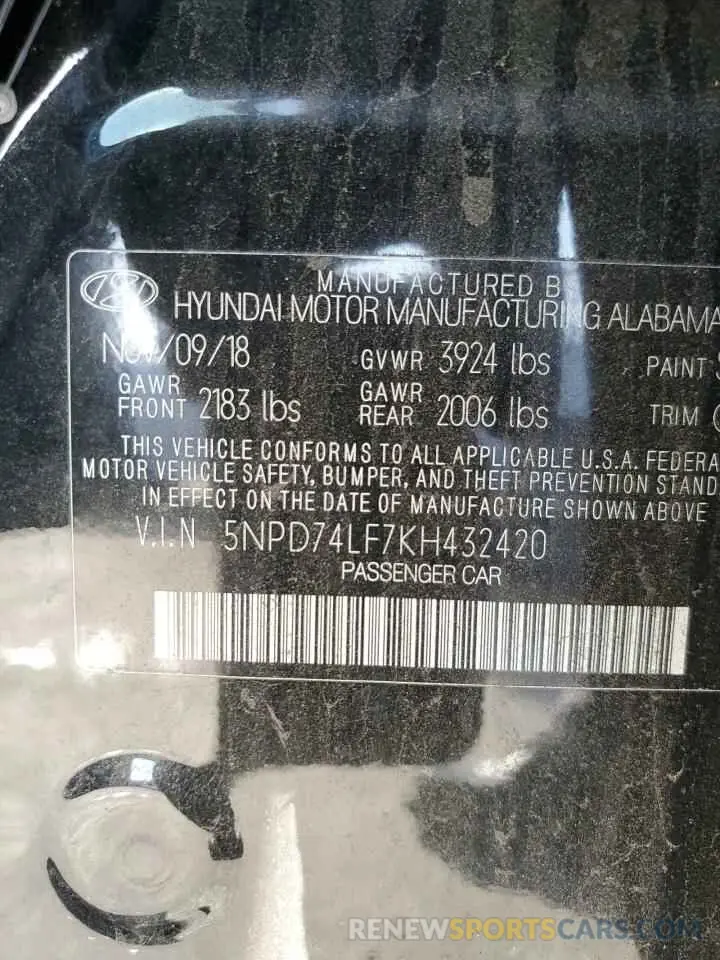 MANUFACTURED B
HYUNDAI MOTOR MANUFACTURING ALABAMA
NOV/09/18 GVWR 3924 lbs PAINT
GAWR FRONT 2183 lbs GAWR REAR 2006 lbs TRIM
THIS VEHICLE CONFORMS TO ALL APPLICABLE U.S.A. FEDERA
MOTOR VEHICLE SAFETY, BUMPER, AND THEFT PREVENTION STAND
IN EFFECT ON THE DATE OF MANUFACTURE SHOWN ABOVE
V.I.N 5NPD74LF7KH432420
PASSENGER CAR
RENEWSPORTSCARS.COM